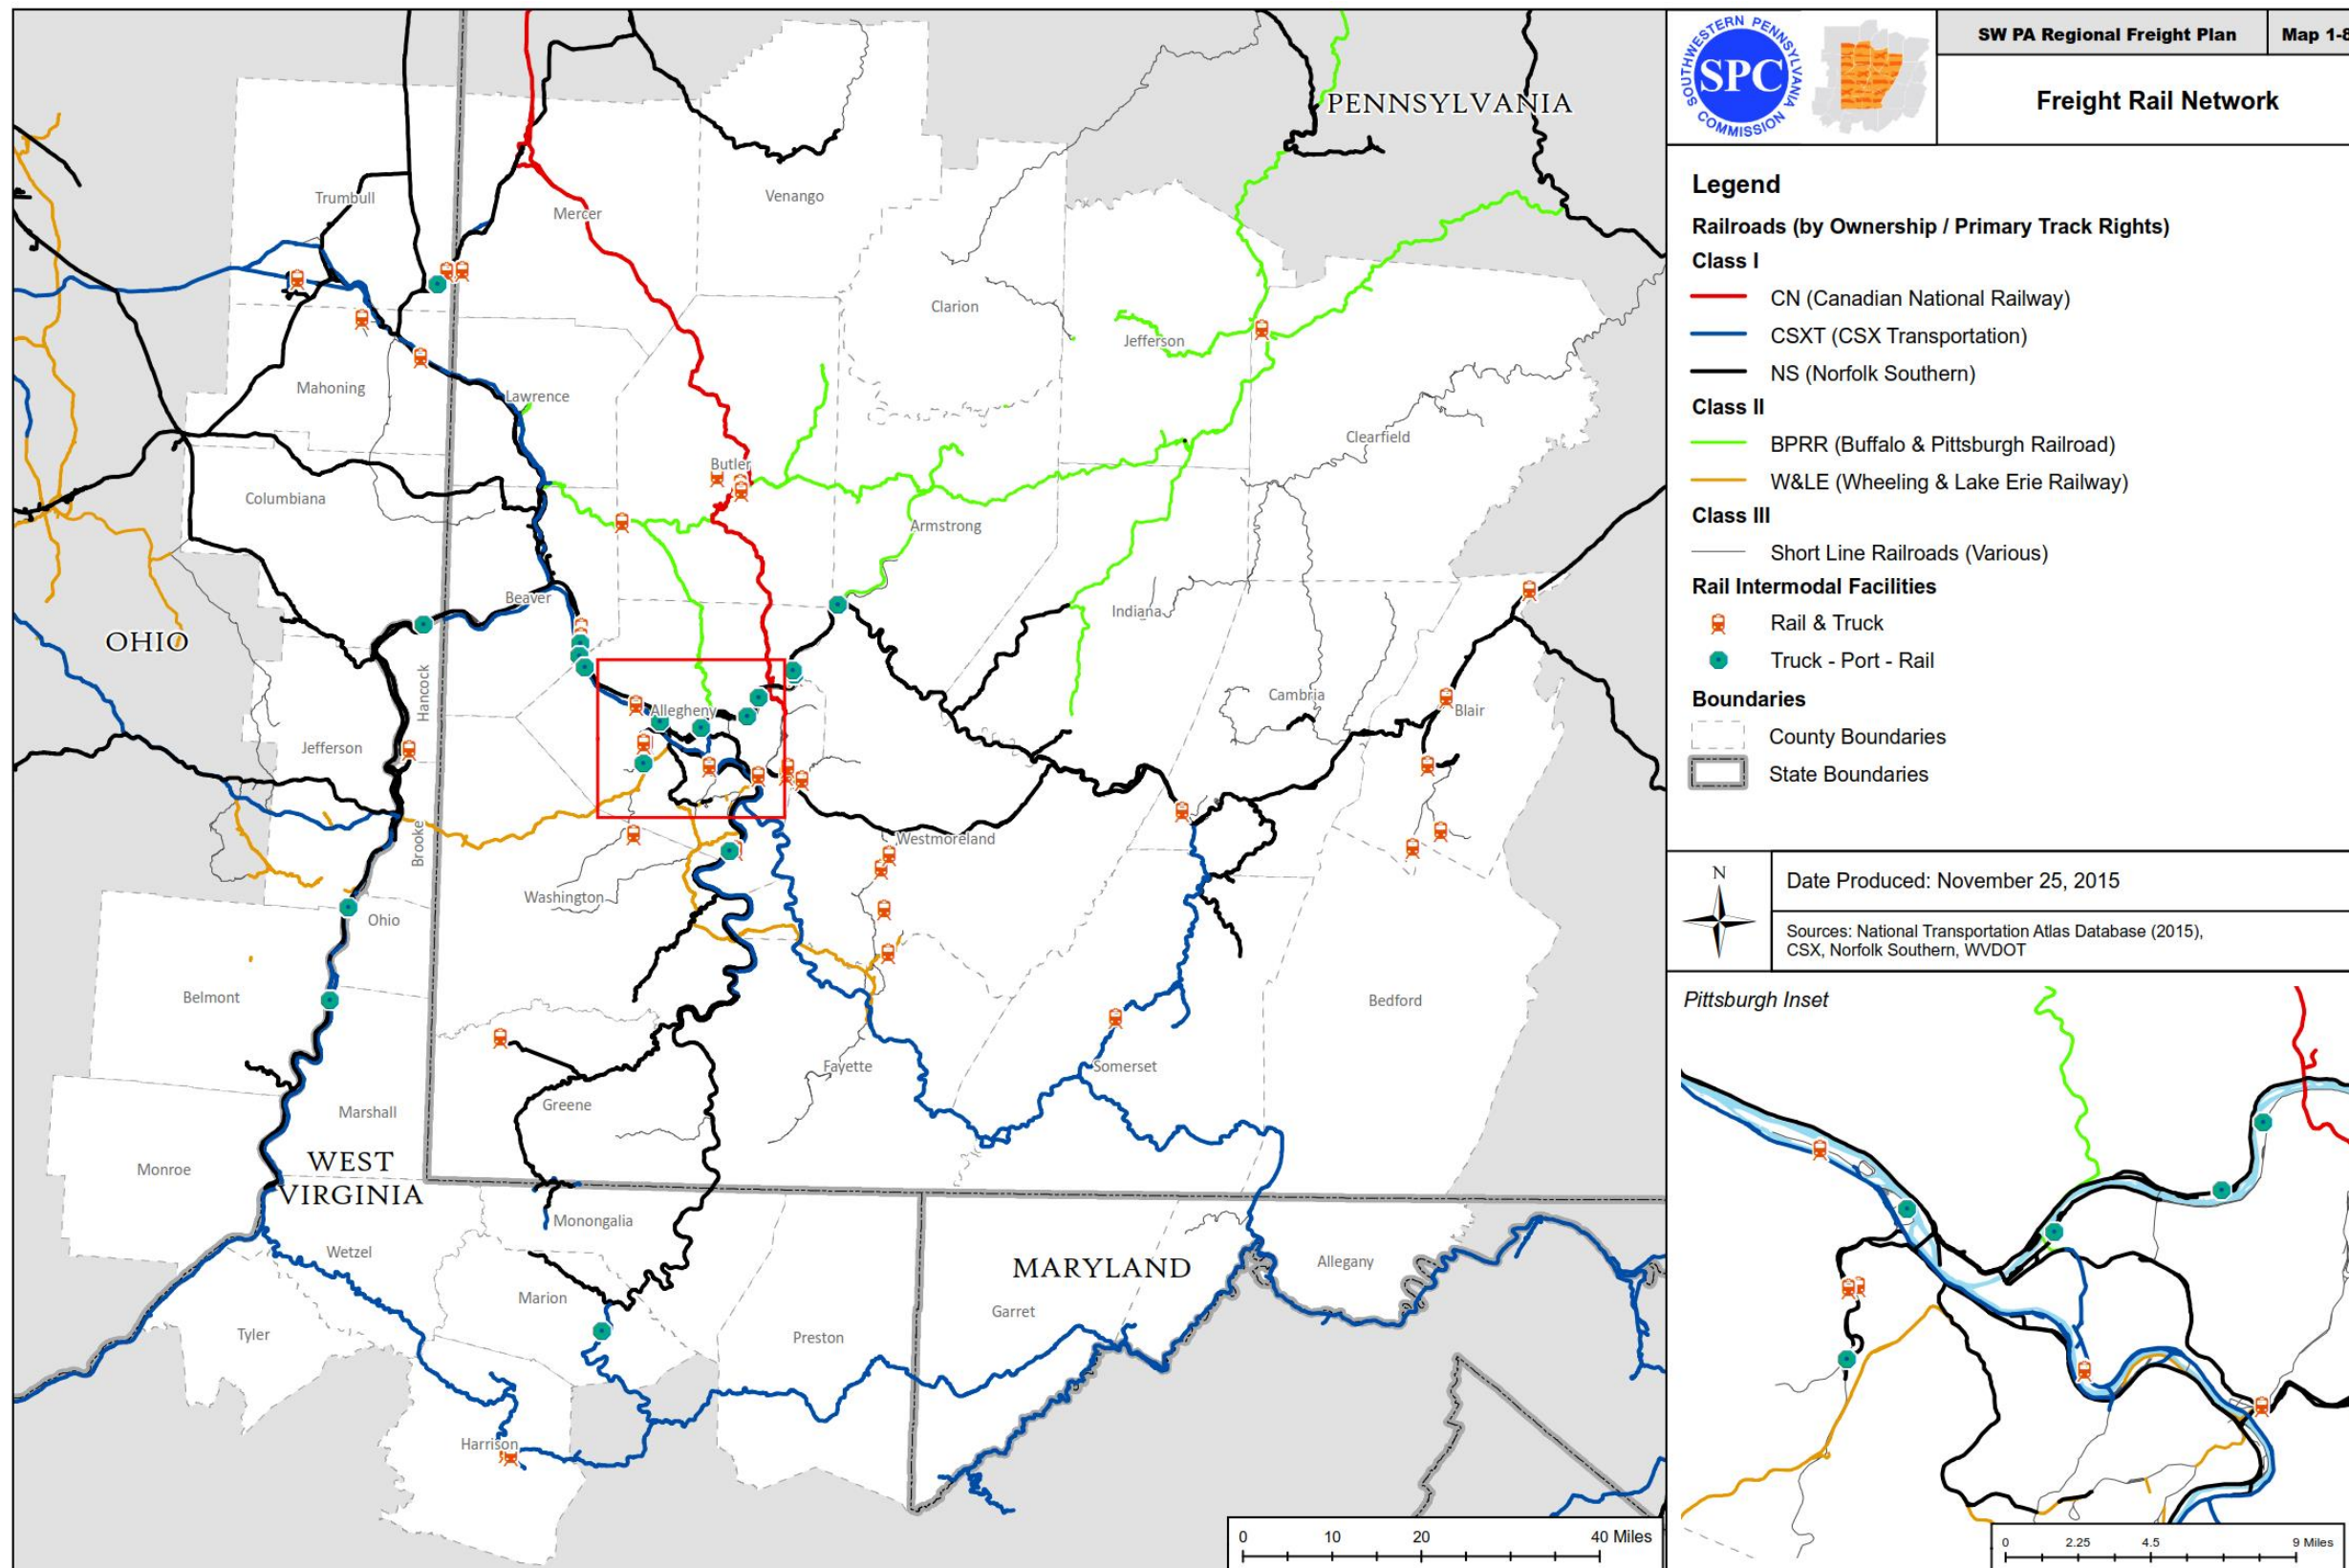 SOUTHWESTERN PENNSYLVANIA
SPC
COMMISSION
SW PA Regional Freight Plan
Map 1-8
Freight Rail Network
Legend
Railroads (by Ownership / Primary Track Rights)
Class I
CN (Canadian National Railway)
CSXT (CSX Transportation)
NS (Norfolk Southern)
Class II
BPRR (Buffalo & Pittsburgh Railroad)
W&LE (Wheeling & Lake Erie Railway)
Class III
Short Line Railroads (Various)
Rail Intermodal Facilities
Rail & Truck
Truck - Port - Rail
Boundaries
County Boundaries
State Boundaries
N
Date Produced: November 25, 2015
Sources: National Transportation Atlas Database (2015),
CSX, Norfolk Southern, WVDOT
Pittsburgh Inset
0 2.25 4.5 9 Miles
PENNSYLVANIA
Trumbull
Mercer
Venango
Clarion
Jefferson
Mahoning
Lawrence
Clearfield
Butler
Columbiana
Armstrong
Beaver
Indiana
OHIO
Hancock
Allegheny
Cambria
Blair
Jefferson
Brooke
Westmoreland
Washington
Ohio
Belmont
Bedford
Fayette
Somerset
Greene
Marshall
WEST
VIRGINIA
Monroe
Monongalia
Wetzel
MARYLAND
Allegany
Marion
Garret
Tyler
Preston
Harrison
0 10 20 40 Miles